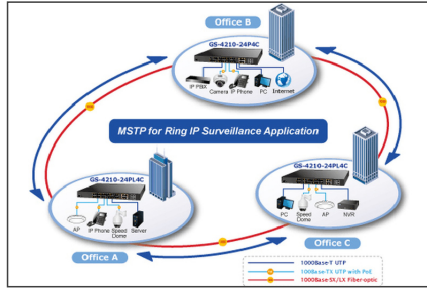 Office B
GS-4210-24P4C
IP PBX Camera IP Phone PC Internet
MSTP for Ring IP Surveillance Application
GS-4210-24PL4C
AP IP Phone Speed Dome Server
Office A
GS-4210-24PL4C
PC Speed Dome AP NVR
Office C
1000Base-T UTP
100Base-TX UTP with PoE
1000Base-SX/LX Fiber-optic